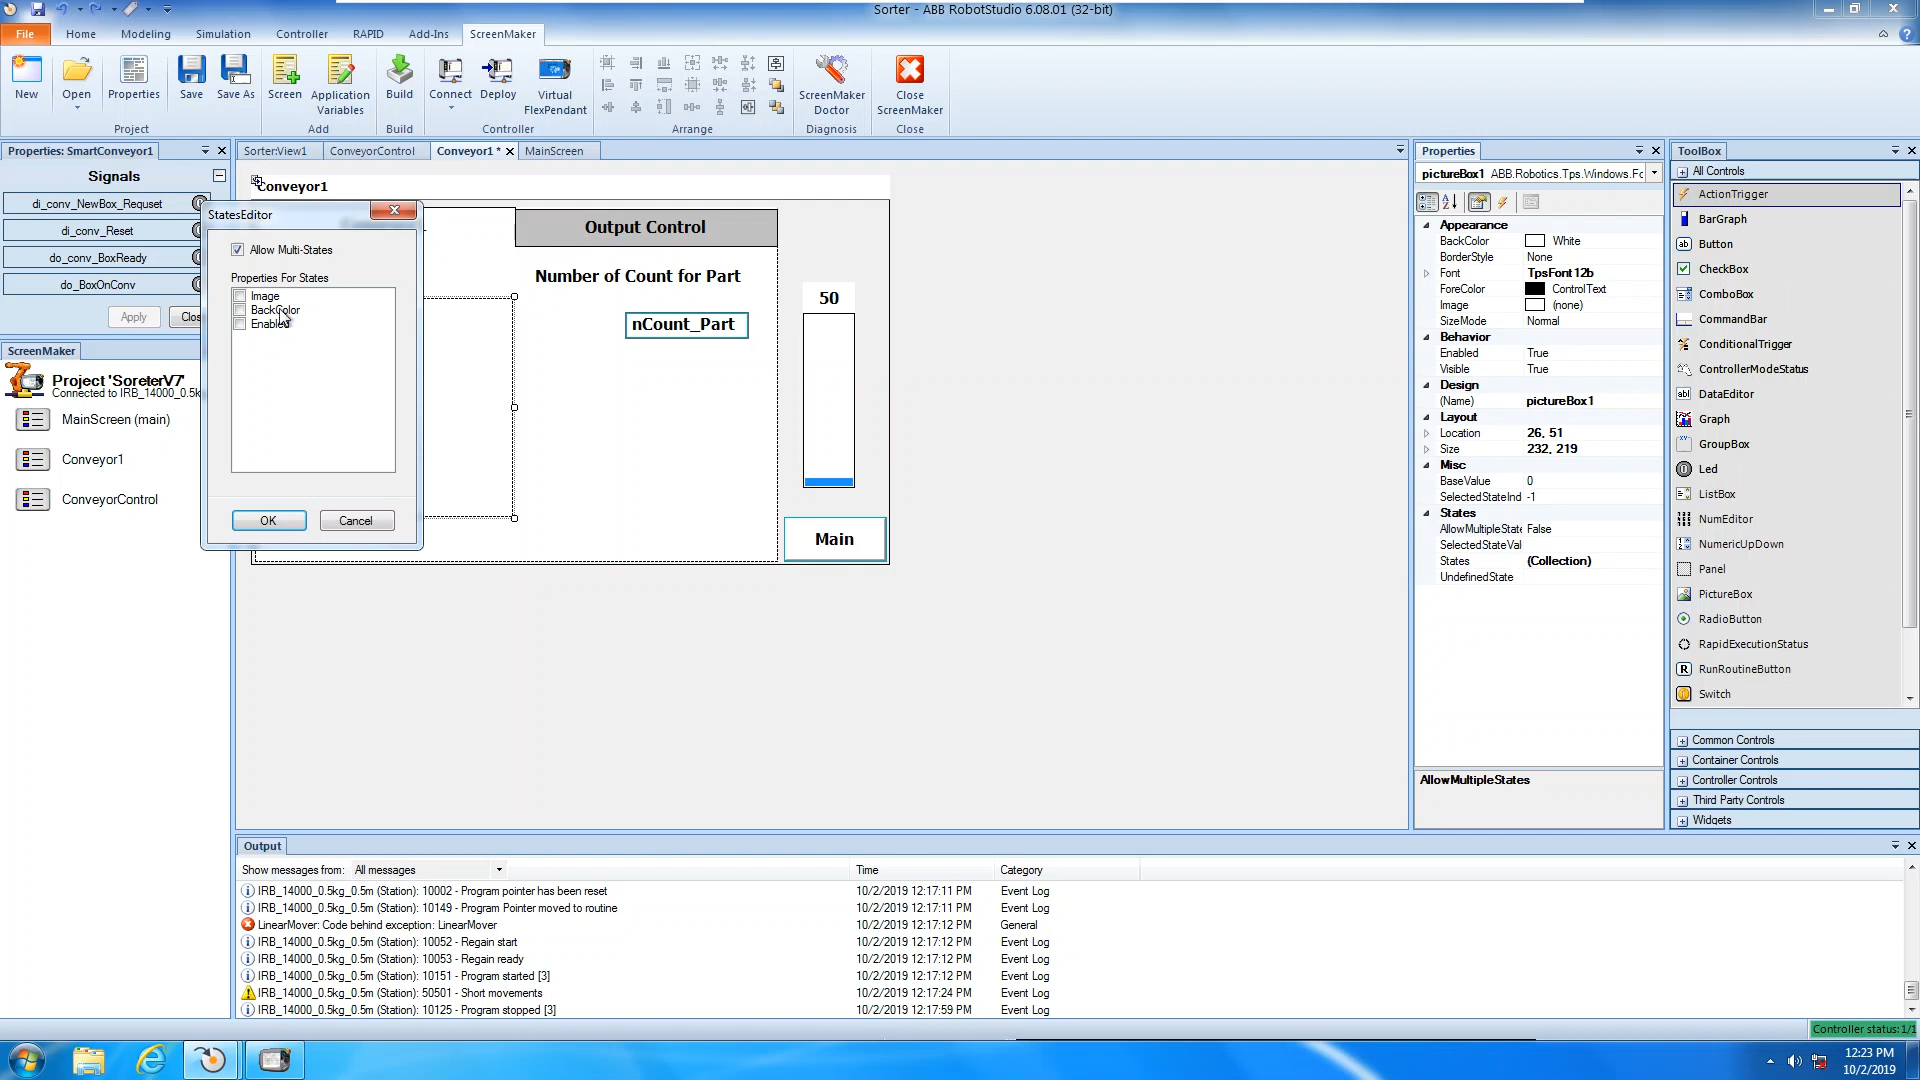 Sorter - ABB RobotStudio 6.08.01 (32-bit)
File Home Modeling Simulation Controller RAPID Add-Ins ScreenMaker
New Open Properties Save Save As Screen Application Variables Build Connect Deploy Virtual FlexPendant ScreenMaker Doctor Close ScreenMaker
Project Add Build Controller Arrange Diagnosis Close
Properties: SmartConveyor1
Signals
di_conv_NewBox_Requset
di_conv_Reset
do_conv_BoxReady
do_BoxOnConv
Apply Clos
ScreenMaker
Project 'SoreterV7'
Connected to IRB_14000_0.5k
MainScreen (main)
Conveyor1
ConveyorControl
Sorter:View1 ConveyorControl Conveyor1 * MainScreen
Conveyor1
Output Control
Number of Count for Part
nCount_Part
50
Main
StatesEditor
Allow Multi-States
Properties For States
Image
BackColor
Enabled
OK Cancel
Properties
pictureBox1 ABB.Robotics.Tps.Windows.Fc
Appearance
BackColor White
BorderStyle None
Font TpsFont12b
ForeColor ControlText
Image (none)
SizeMode Normal
Behavior
Enabled True
Visible True
Design
(Name) pictureBox1
Layout
Location 26, 51
Size 232, 219
Misc
BaseValue 0
SelectedStateInd -1
States
AllowMultipleState False
SelectedStateVal
States (Collection)
UndefinedState
AllowMultipleStates
ToolBox
All Controls
ActionTrigger
BarGraph
Button
CheckBox
ComboBox
CommandBar
ConditionalTrigger
ControllerModeStatus
DataEditor
Graph
GroupBox
Led
ListBox
NumEditor
NumericUpDown
Panel
PictureBox
RadioButton
RapidExecutionStatus
RunRoutineButton
Switch
Common Controls
Container Controls
Controller Controls
Third Party Controls
Widgets
Output
Show messages from: All messages Time Category
IRB_14000_0.5kg_0.5m (Station): 10002 - Program pointer has been reset 10/2/2019 12:17:11 PM Event Log
IRB_14000_0.5kg_0.5m (Station): 10149 - Program Pointer moved to routine 10/2/2019 12:17:11 PM Event Log
LinearMover: Code behind exception: LinearMover 10/2/2019 12:17:12 PM General
IRB_14000_0.5kg_0.5m (Station): 10052 - Regain start 10/2/2019 12:17:12 PM Event Log
IRB_14000_0.5kg_0.5m (Station): 10053 - Regain ready 10/2/2019 12:17:12 PM Event Log
IRB_14000_0.5kg_0.5m (Station): 10151 - Program started [3] 10/2/2019 12:17:12 PM Event Log
IRB_14000_0.5kg_0.5m (Station): 50501 - Short movements 10/2/2019 12:17:24 PM Event Log
IRB_14000_0.5kg_0.5m (Station): 10125 - Program stopped [3] 10/2/2019 12:17:59 PM Event Log
Controller status: 1/1
12:23 PM
10/2/2019